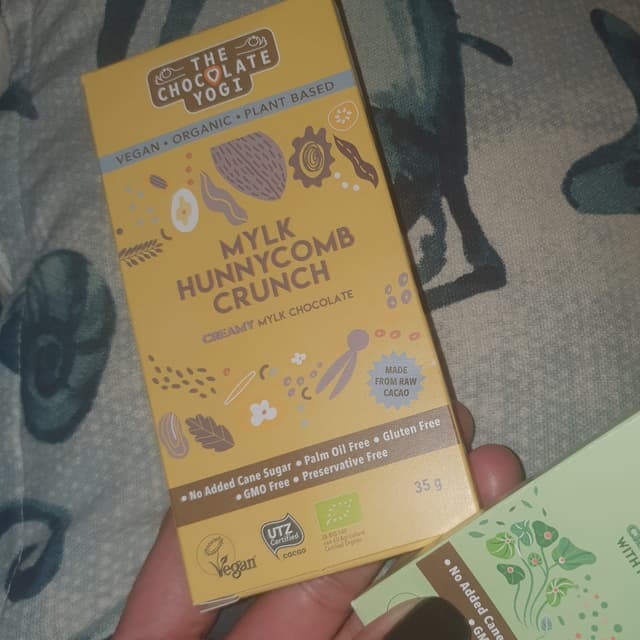 THE
CHOCOLATE
YOGI
VEGAN • ORGANIC • PLANT BASED
MYLK
HUNNYCOMB
CRUNCH
CREAMY MYLK CHOCOLATE
MADE
FROM RAW
CACAO
• No Added Cane Sugar • Palm Oil Free • Gluten Free
• GMO Free • Preservative Free
35 g
Vegan
UTZ
Certified
cacao
WITH
• No Added Cane
• GM